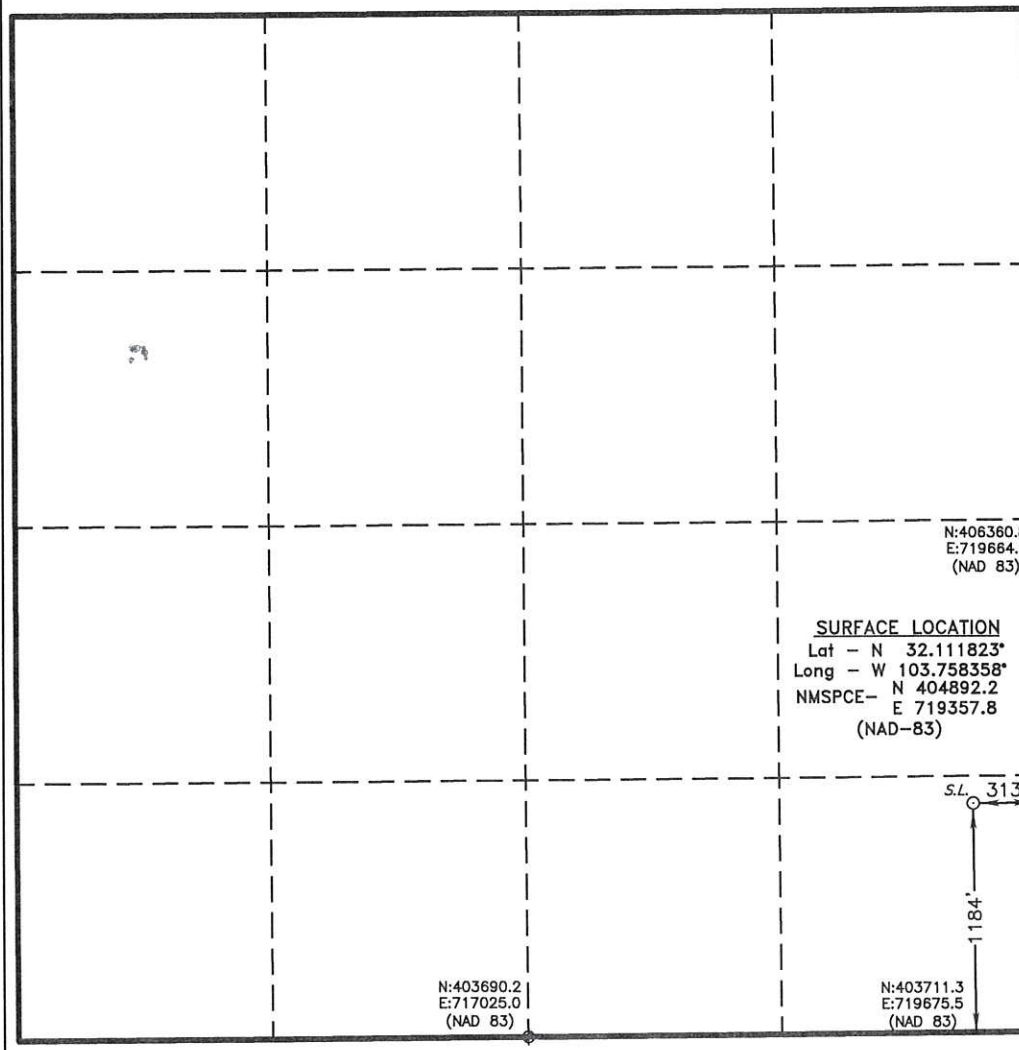 N:406360.
E:719664.
(NAD 83)
SURFACE LOCATION
Lat – N 32.111823°
Long – W 103.758358°
NMSPCE– N 404892.2
E 719357.8
(NAD–83)
S.L. 313
1184'
N:403690.2
E:717025.0
(NAD 83)
N:403711.3
E:719675.5
(NAD 83)